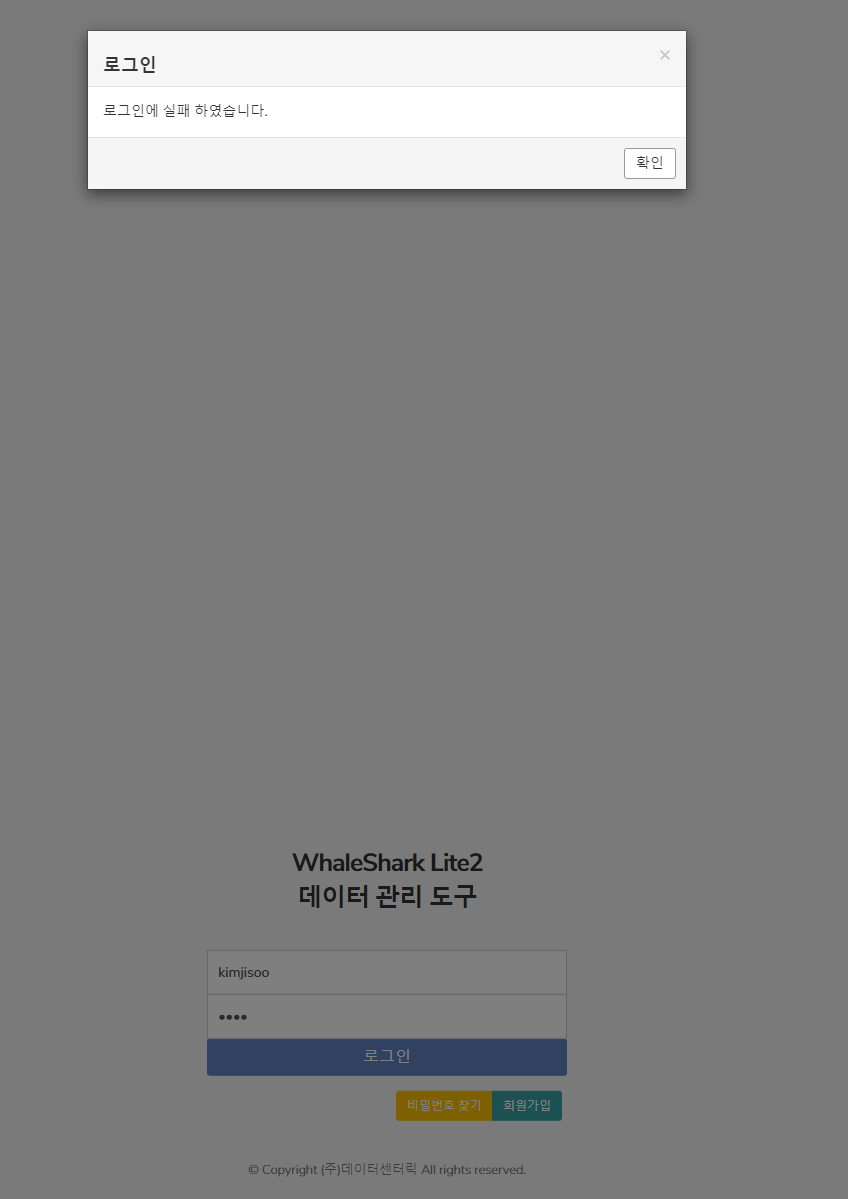 로그인
×
로그인에 실패 하였습니다.
확인
WhaleShark Lite2
데이터 관리 도구
kimjisoo
••••
로그인
비밀번호 찾기 회원가입
© Copyright (주)데이터센터릭 All rights reserved.